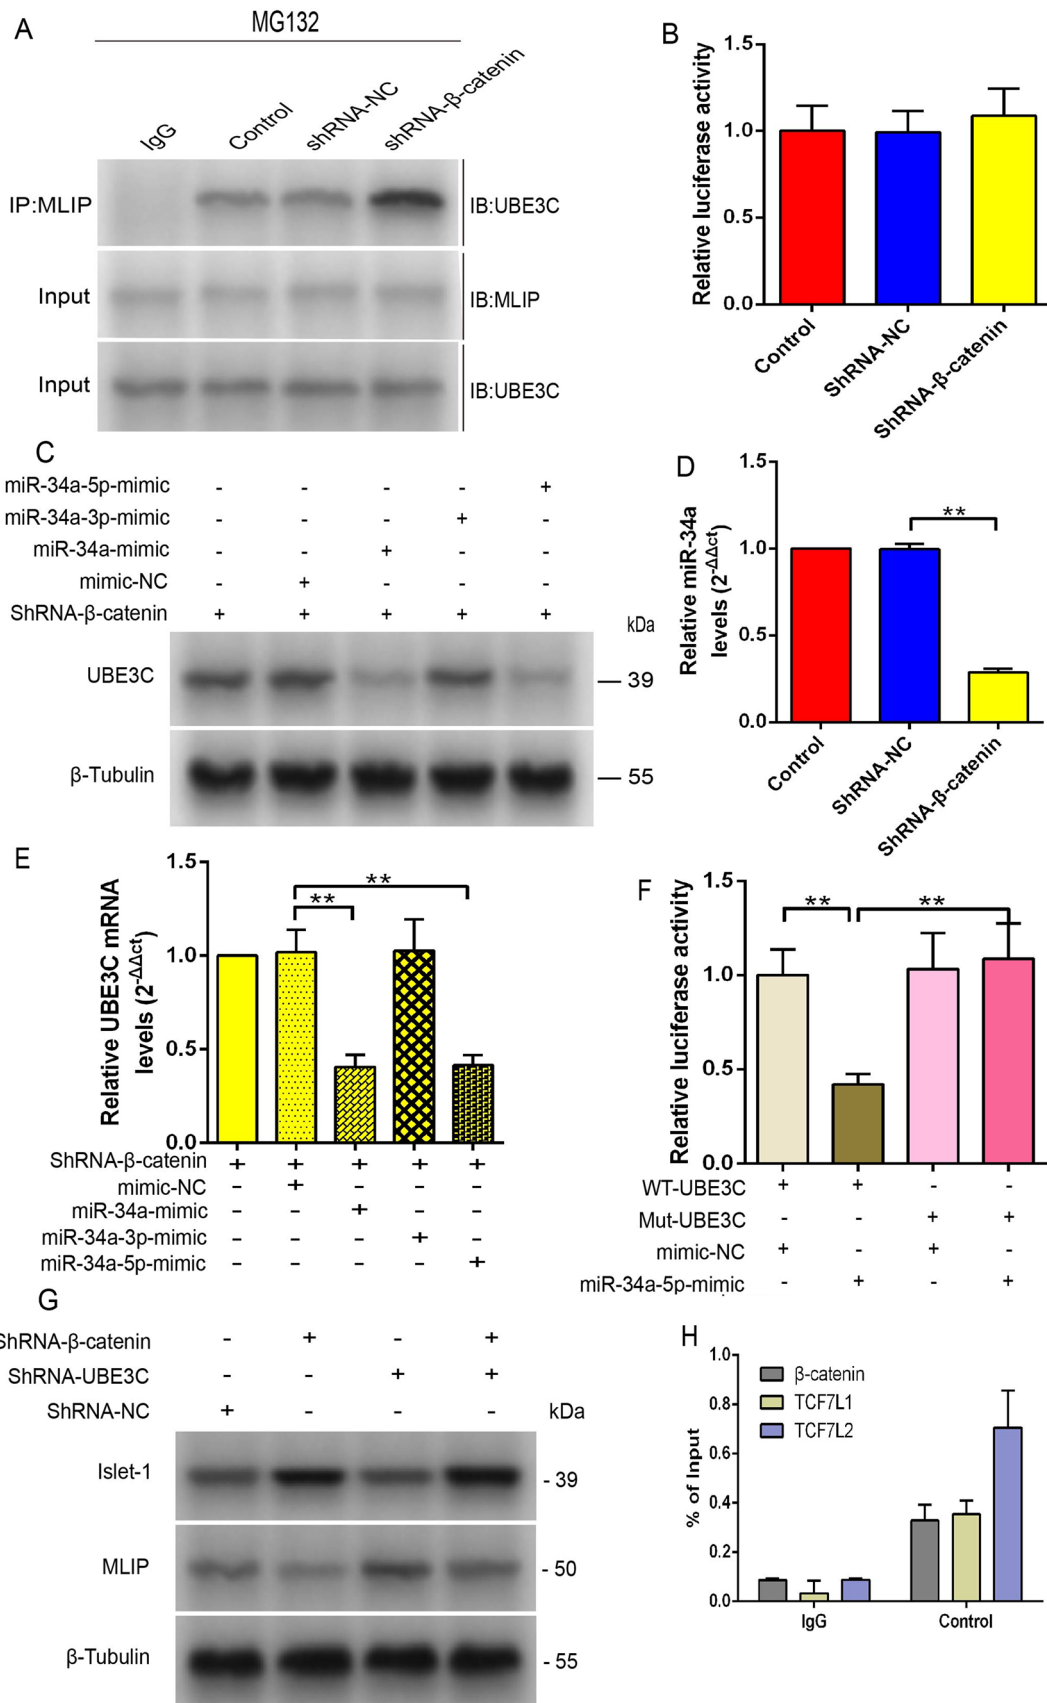 A
MG132
IgG
Control
shRNA-NC
shRNA-β-catenin
IP:MLIP
IB:UBE3C
Input
IB:MLIP
Input
IB:UBE3C
B
Relative luciferase activity
1.5
1.0
0.5
0.0
Control
ShRNA-NC
ShRNA-β-catenin
C
miR-34a-5p-mimic - - - - +
miR-34a-3p-mimic - - - + -
miR-34a-mimic - - + - -
mimic-NC - + - - -
ShRNA-β-catenin + + + + +
kDa
UBE3C
39
β-Tubulin
55
D
Relative miR-34a
levels (2-ΔΔct)
1.5
1.0
0.5
0.0
**
Control
ShRNA-NC
ShRNA-β-catenin
E
Relative UBE3C mRNA
levels (2-ΔΔct)
1.5
1.0
0.5
0.0
**
**
ShRNA-β-catenin + + + + +
mimic-NC - + - - -
miR-34a-mimic - - + - -
miR-34a-3p-mimic - - - + -
miR-34a-5p-mimic - - - - +
F
Relative luciferase activity
1.5
1.0
0.5
0.0
**
**
WT-UBE3C + + - -
Mut-UBE3C - - + +
mimic-NC + - + -
miR-34a-5p-mimic - + - +
G
ShRNA-β-catenin - + - +
ShRNA-UBE3C - - + +
ShRNA-NC + - - -
kDa
Islet-1
- 39
MLIP
- 50
β-Tubulin
- 55
H
% of Input
1.0
0.8
0.6
0.4
0.2
0.0
β-catenin
TCF7L1
TCF7L2
IgG
Control